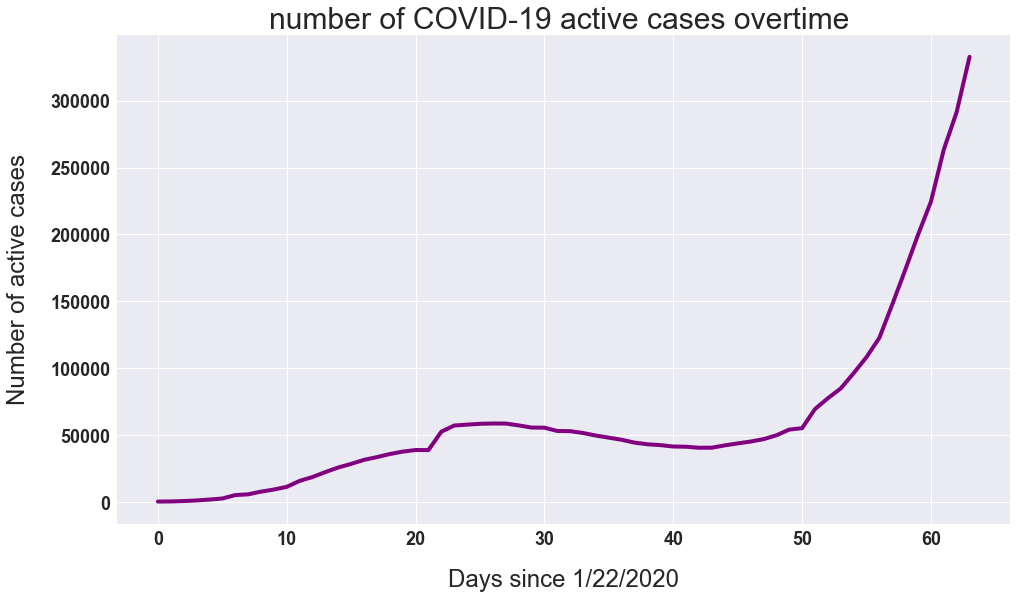 number of COVID-19 active cases overtime
Number of active cases
300000
250000
200000
150000
100000
50000
0
0 10 20 30 40 50 60
Days since 1/22/2020